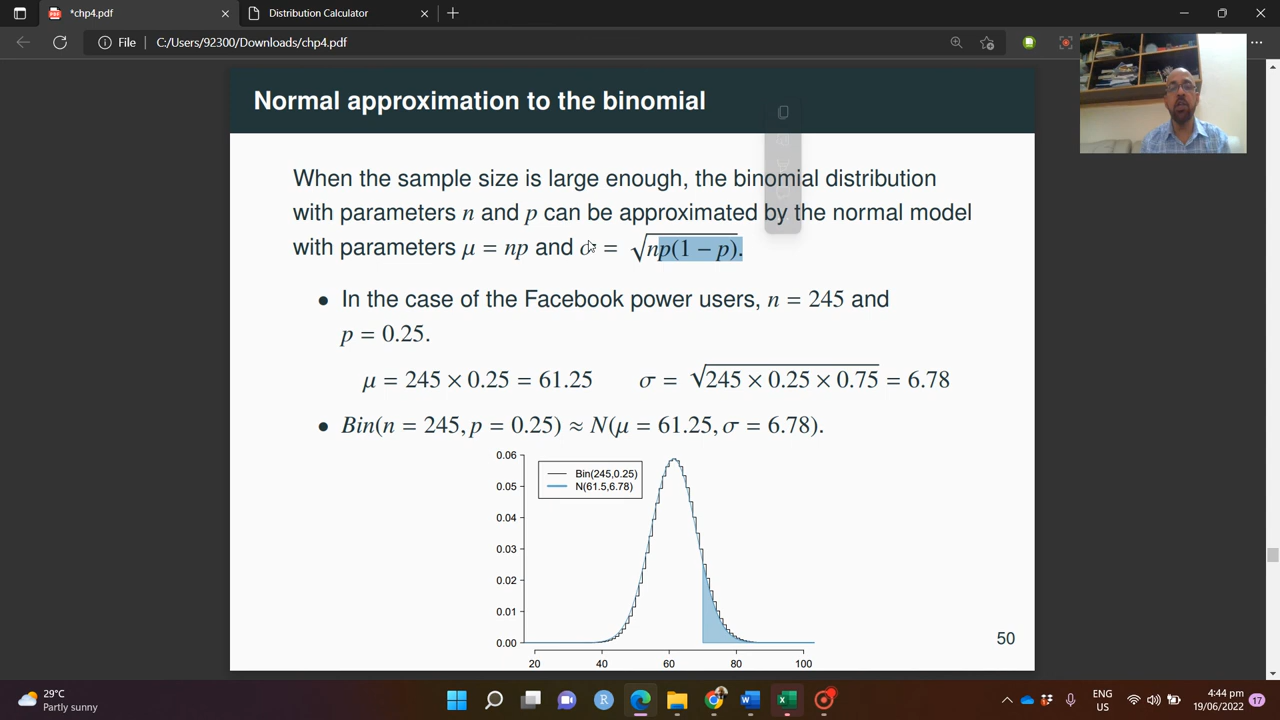 *chp4.pdf
Distribution Calculator
File
C:/Users/92300/Downloads/chp4.pdf
Normal approximation to the binomial
When the sample size is large enough, the binomial distribution
with parameters n and p can be approximated by the normal model
with parameters μ = np and σ = √np(1 − p).
• In the case of the Facebook power users, n = 245 and
p = 0.25.
μ = 245 × 0.25 = 61.25 σ = √245 × 0.25 × 0.75 = 6.78
• Bin(n = 245, p = 0.25) ≈ N(μ = 61.25, σ = 6.78).
0.06
0.05
0.04
0.03
0.02
0.01
0.00
Bin(245,0.25)
N(61.5,6.78)
20 40 60 80 100
50
29°C
Partly sunny
ENG
US
4:44 pm
19/06/2022
17